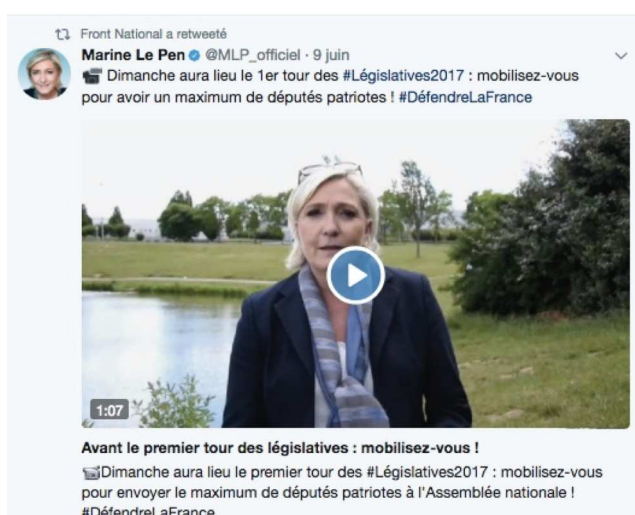 Front National a retweeté
Marine Le Pen @MLP_officiel · 9 juin
Dimanche aura lieu le 1er tour des #Législatives2017 : mobilisez-vous
pour avoir un maximum de députés patriotes ! #DéfendreLaFrance
1:07
Avant le premier tour des législatives : mobilisez-vous !
Dimanche aura lieu le premier tour des #Législatives2017 : mobilisez-vous
pour envoyer le maximum de députés patriotes à l'Assemblée nationale !
#DéfendreLaFrance